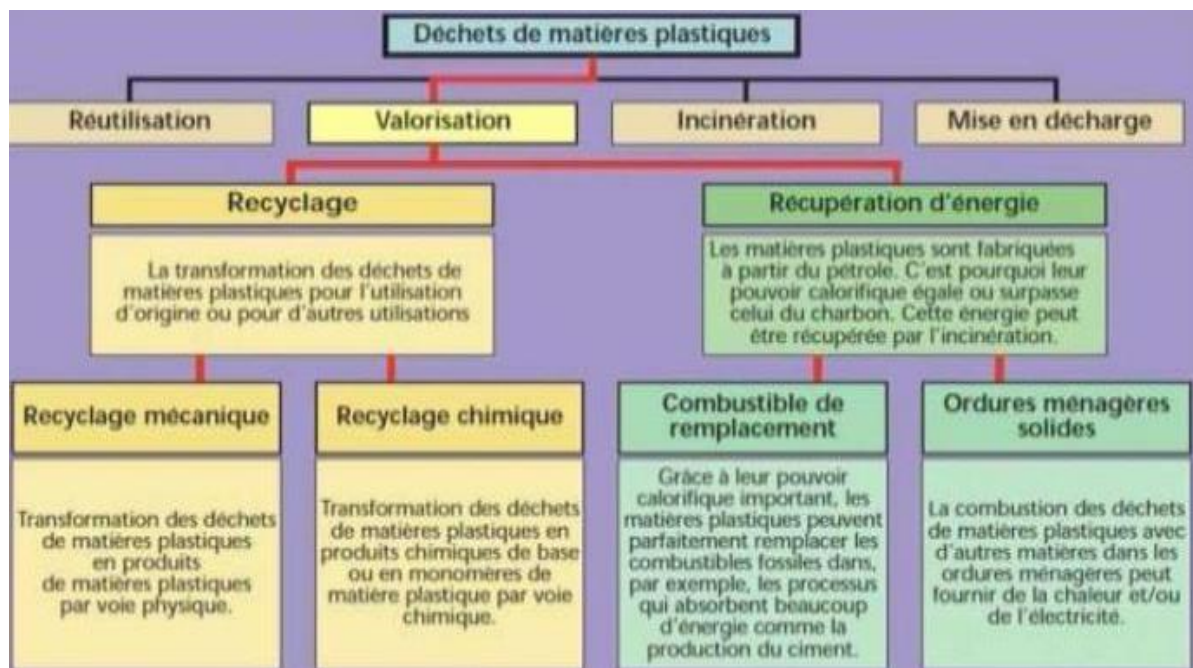 Déchets de matières plastiques
Réutilisation
Valorisation
Incinération
Mise en décharge
Recyclage
La transformation des déchets de
matières plastiques pour l'utilisation
d'origine ou pour d'autres utilisations
Récupération d'énergie
Les matières plastiques sont fabriquées
à partir du pétrole. C'est pourquoi leur
pouvoir calorifique égale ou surpasse
celui du charbon. Cette énergie peut
être récupérée par l'incinération.
Recyclage mécanique
Transformation des déchets
de matières plastiques
en produits
de matières plastiques
par voie physique.
Recyclage chimique
Transformation des déchets
de matières plastiques en
produits chimiques de base
ou en monomères de
matière plastique par voie
chimique.
Combustible de
remplacement
Grâce à leur pouvoir
calorifique important, les
matières plastiques peuvent
parfaitement remplacer les
combustibles fossiles dans,
par exemple, les processus
qui absorbent beaucoup
d'énergie comme la
production du ciment.
Ordures ménagères
solides
La combustion des déchets
de matières plastiques avec
d'autres matières dans les
ordures ménagères peut
fournir de la chaleur et/ou
de l'électricité.